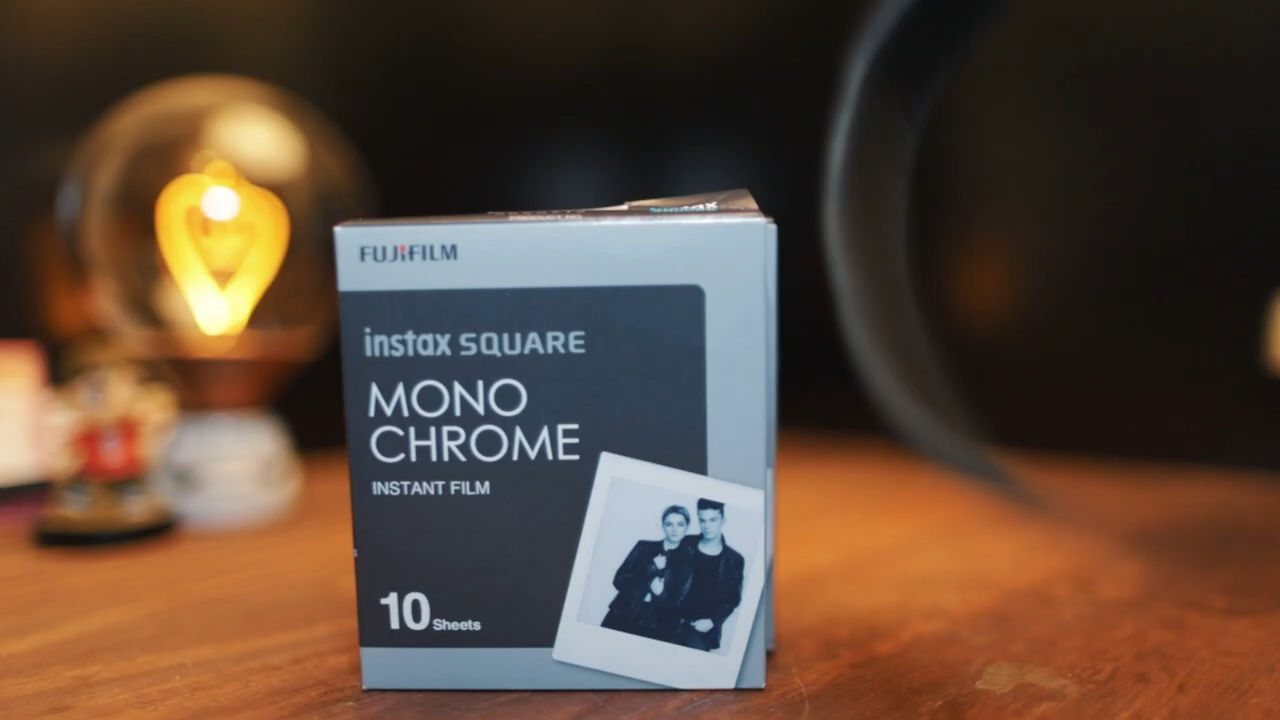 FUJIFILM
instax SQUARE
MONO
CHROME
INSTANT FILM
10 Sheets